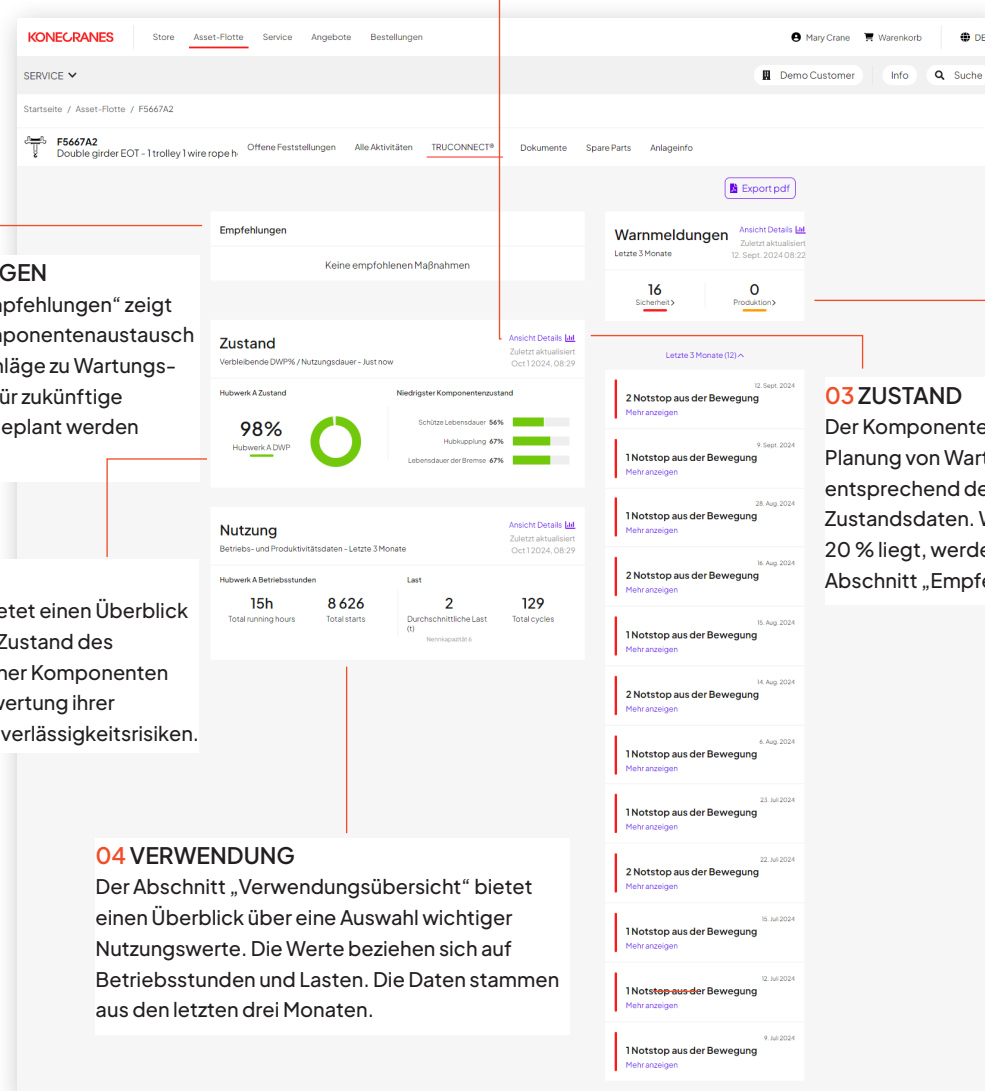 KONECRANES
Store
Asset-Flotte
Service
Angebote
Bestellungen
Mary Crane
Warenkorb
DE
SERVICE
Demo Customer
Info
Suche
Startseite / Asset-Flotte / F5667A2
F5667A2
Double girder EOT - 1 trolley 1 wire rope h
Offene Feststellungen
Alle Aktivitäten
TRUCONNECT®
Dokumente
Spare Parts
Anlageinfo
Export pdf
Empfehlungen
Keine empfohlenen Maßnahmen
Warnmeldungen
Ansicht Details
Letzte 3 Monate
Zuletzt aktualisiert
12. Sept. 2024 08:22
16
Sicherheit
0
Produktion
GEN
pfehlungen“ zeigt
ponentenaustausch
läge zu Wartungs-
ür zukünftige
eplant werden
Zustand
Verbleibende DWP% / Nutzungsdauer - Just now
Ansicht Details
Zuletzt aktualisiert
Oct 1 2024, 08:29
Hubwerk A Zustand
98%
Hubwerk A DWP
Niedrigster Komponentenzustand
Schütze Lebensdauer 56%
Hubkupplung 67%
Lebensdauer der Bremse 67%
Nutzung
Betriebs- und Produktivitätsdaten - Letzte 3 Monate
Ansicht Details
Zuletzt aktualisiert
Oct 1 2024, 08:29
Hubwerk A Betriebsstunden
15h
Total running hours
8 626
Total starts
Last
2
Durchschnittliche Last
(t)
Nennkapazität 6
129
Total cycles
etet einen Überblick
Zustand des
ner Komponenten
wertung ihrer
verlässigkeitsrisiken.
Letzte 3 Monate (12)
12. Sept. 2024
2 Notstop aus der Bewegung
Mehr anzeigen
9. Sept. 2024
1 Notstop aus der Bewegung
Mehr anzeigen
28. Aug. 2024
1 Notstop aus der Bewegung
Mehr anzeigen
16. Aug. 2024
2 Notstop aus der Bewegung
Mehr anzeigen
15. Aug. 2024
1 Notstop aus der Bewegung
Mehr anzeigen
14. Aug. 2024
2 Notstop aus der Bewegung
Mehr anzeigen
6. Aug. 2024
1 Notstop aus der Bewegung
Mehr anzeigen
23. Juli 2024
1 Notstop aus der Bewegung
Mehr anzeigen
22. Juli 2024
2 Notstop aus der Bewegung
Mehr anzeigen
15. Juli 2024
1 Notstop aus der Bewegung
Mehr anzeigen
12. Juli 2024
1 Notstop aus der Bewegung
Mehr anzeigen
9. Juli 2024
1 Notstop aus der Bewegung
Mehr anzeigen
03 ZUSTAND
Der Komponente
Planung von Wart
entsprechend de
Zustandsdaten. W
20 % liegt, werde
Abschnitt „Empfe
04 VERWENDUNG
Der Abschnitt „Verwendungsübersicht“ bietet
einen Überblick über eine Auswahl wichtiger
Nutzungswerte. Die Werte beziehen sich auf
Betriebsstunden und Lasten. Die Daten stammen
aus den letzten drei Monaten.